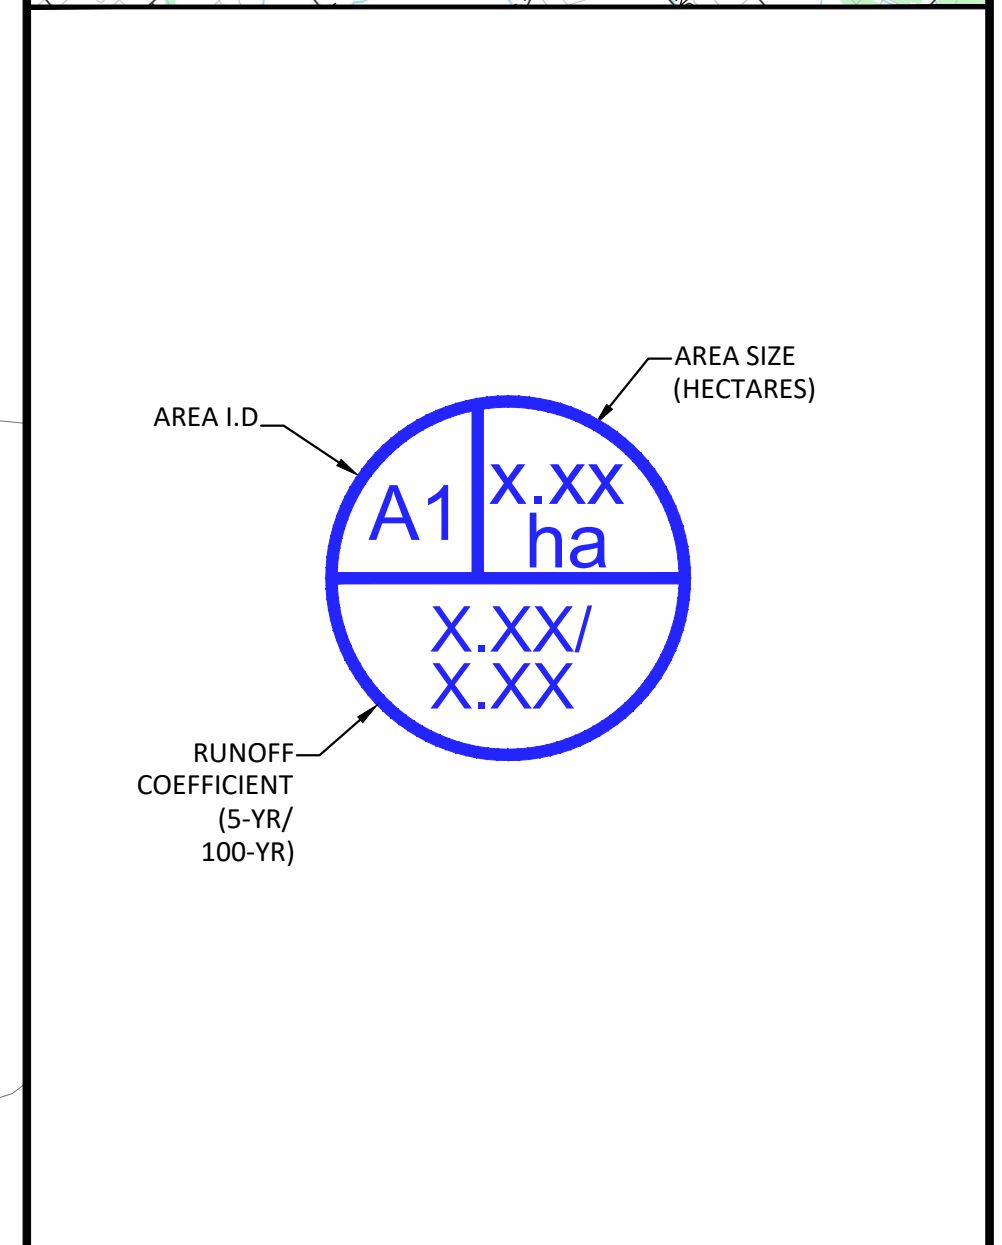 AREA SIZE
(HECTARES)
AREA I.D
A1
x.xx
ha
X.XX/
X.XX
RUNOFF
COEFFICIENT
(5-YR/
100-YR)